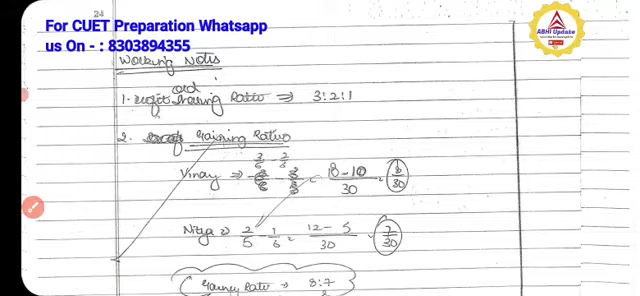 For CUET Preparation Whatsapp
us On - : 8303894355
ABHI Update
Working Notes
old
1. Profit sharing Ratio ⇒ 3:2:1
2. Gaining Ratio
3/5 - 2/6
Vinay ⇒ = 18-10/30 = 8/30
Nitya ⇒ 2/5 - 1/6 = 12-5/30 = 7/30
Gaining Ratio ⇒ 8:7